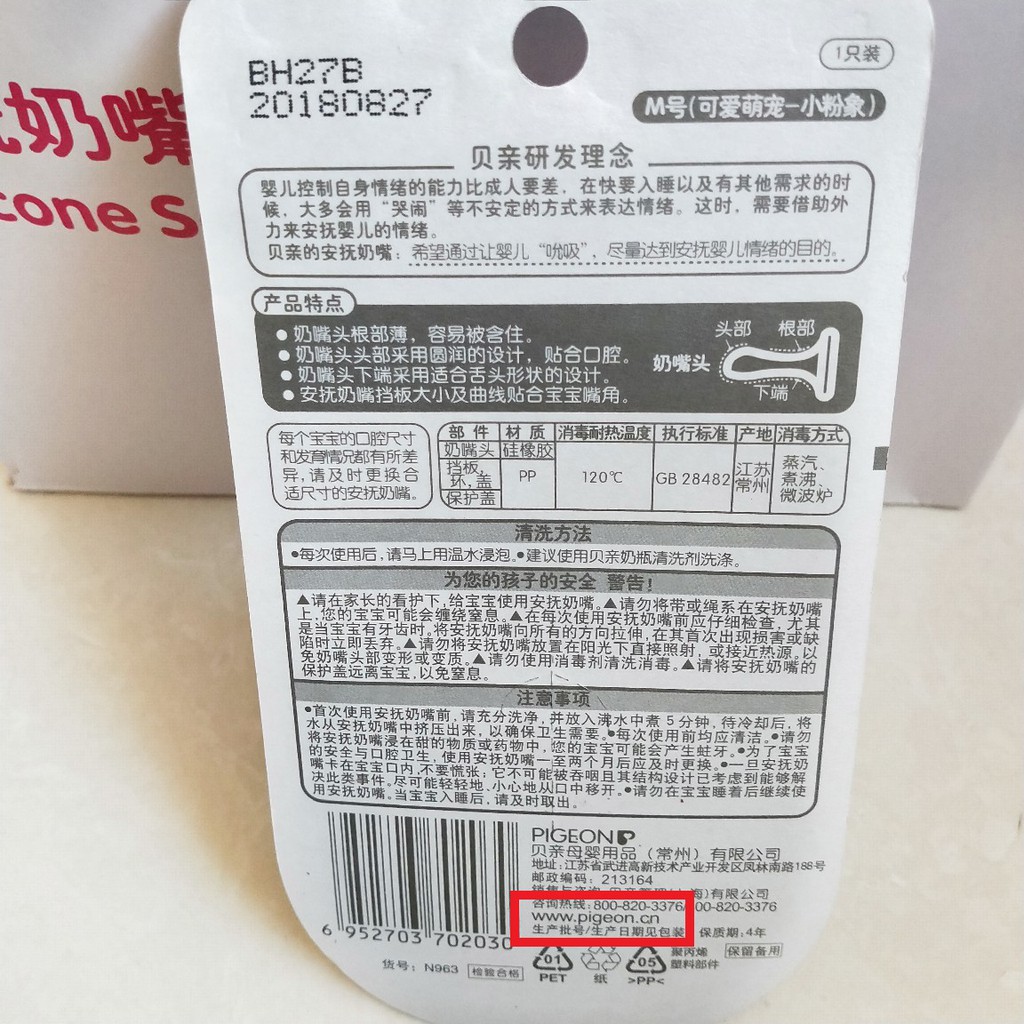 奶嘴
cone S
BH27B
20180827
1只装
M号(可爱萌宠-小粉象)
贝亲研发理念
婴儿控制自身情绪的能力比成人要差，在快要入睡以及有其他需求的时
候，大多会用“哭闹”等不安定的方式来表达情绪。这时，需要借助外
力来安抚婴儿的情绪。
贝亲的安抚奶嘴：希望通过让婴儿“吮吸”，尽量达到安抚婴儿情绪的目的。
产品特点
●奶嘴头根部薄，容易被含住。
●奶嘴头头部采用圆润的设计，贴合口腔。
●奶嘴头下端采用适合舌头形状的设计。
●安抚奶嘴挡板大小及曲线贴合宝宝嘴角。
头部 根部
奶嘴头
下端
每个宝宝的口腔尺寸
和发育情况都有所差
异，请及时更换合
适尺寸的安抚奶嘴。
部件 材质 消毒耐热温度 执行标准 产地 消毒方式
奶嘴头 硅橡胶
挡板、
环，盖
保护盖
PP
120℃
GB 28482
江苏
常州
蒸汽、
煮沸、
微波炉
清洗方法
●每次使用后，请马上用温水浸泡。●建议使用贝亲奶瓶清洗剂洗涤。
为您的孩子的安全 警告！
▲请在家长的看护下，给宝宝使用安抚奶嘴。▲请勿将带或绳系在安抚奶嘴
上，您的宝宝可能会缠绕窒息。▲在每次使用安抚奶嘴前应仔细检查，尤其
是当宝宝有牙齿时。将安抚奶嘴向所有的方向拉伸，在其首次出现损害或缺
陷时立即丢弃。▲请勿将安抚奶嘴放置在阳光下直接照射，或接近热源。以
免奶嘴头部变形或变质。▲请勿使用消毒剂清洗消毒。▲请将安抚奶嘴的
保护盖远离宝宝，以免窒息。
注意事项
●首次使用安抚奶嘴前，请充分洗净，并放入沸水中煮5分钟，待冷却后，将
水从安抚奶嘴中挤压出来，以确保卫生需要。●每次使用前均应清洁。●请勿
将安抚奶嘴浸在甜的物质或药物中，您的宝宝可能会产生蛀牙。●为了宝宝
的安全与口腔卫生，使用安抚奶嘴一至两个月后应及时更换。●一旦安抚奶
嘴卡在宝宝口内，不要慌张；它不可能被吞咽且其结构设计已考虑到能够解
决此类事件。尽可能轻轻地、小心地从口中移开。●请勿在宝宝睡着后继续使
用安抚奶嘴。当宝宝入睡后，请及时取出。
PIGEON
贝亲母婴用品（常州）有限公司
地址：江苏省武进高新技术产业开发区凤林南路188号
邮政编码：213164
海)有限公司
咨询热线：800-820-3376/ 00-820-3376
www.pigeon.cn
生产批号/生产日期见包装 保质期：4年
6 952703 702030
01
PET
纸
05
>PP<
聚丙烯
塑料部件
保留备用
货号：N963 检验合格